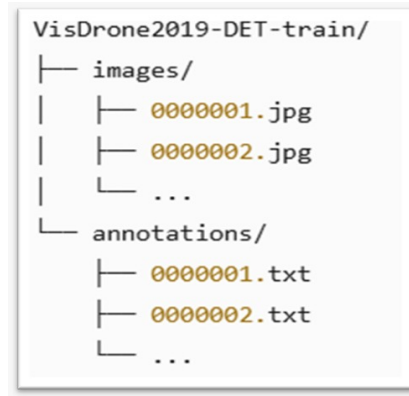 VisDrone2019-DET-train/
├── images/
│   ├── 0000001.jpg
│   ├── 0000002.jpg
│   └── ...
└── annotations/
    ├── 0000001.txt
    ├── 0000002.txt
    └── ...